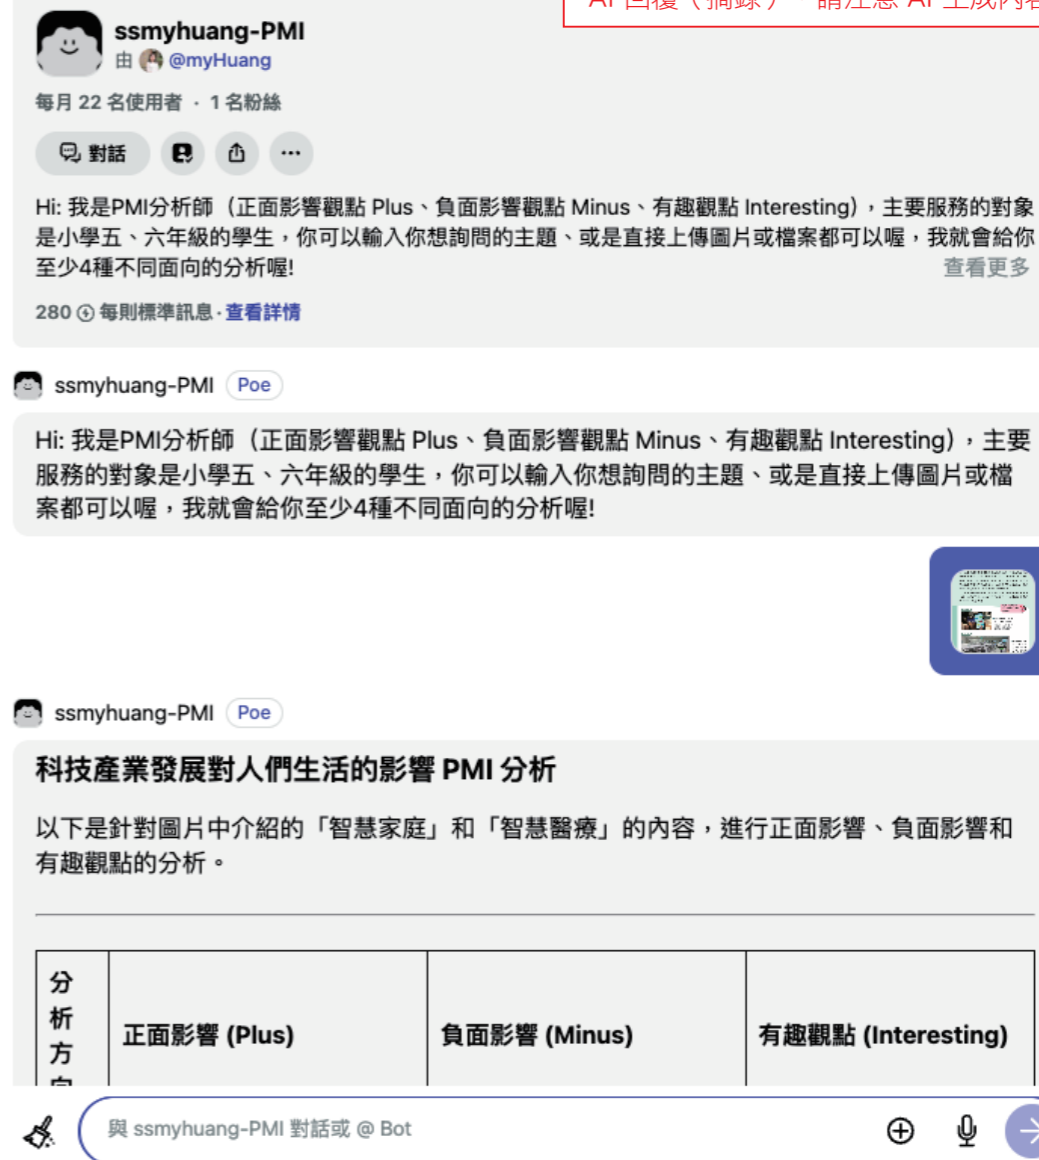 AI 回復（摘錄），請注意 AI 生成內容
ssmyhuang-PMI
由 @myHuang
每月 22 名使用者 · 1 名粉絲
對話
Hi: 我是PMI分析師（正面影響觀點 Plus、負面影響觀點 Minus、有趣觀點 Interesting），主要服務的對象
是小學五、六年級的學生，你可以輸入你想詢問的主題、或是直接上傳圖片或檔案都可以喔，我就會給你
至少4種不同面向的分析喔!
查看更多
280 每則標準訊息 · 查看詳情
ssmyhuang-PMI Poe
Hi: 我是PMI分析師（正面影響觀點 Plus、負面影響觀點 Minus、有趣觀點 Interesting），主要
服務的對象是小學五、六年級的學生，你可以輸入你想詢問的主題、或是直接上傳圖片或檔
案都可以喔，我就會給你至少4種不同面向的分析喔!
ssmyhuang-PMI Poe
科技產業發展對人們生活的影響 PMI 分析
以下是針對圖片中介紹的「智慧家庭」和「智慧醫療」的內容，進行正面影響、負面影響和
有趣觀點的分析。
分
析
方
向
正面影響 (Plus)
負面影響 (Minus)
有趣觀點 (Interesting)
與 ssmyhuang-PMI 對話或 @ Bot